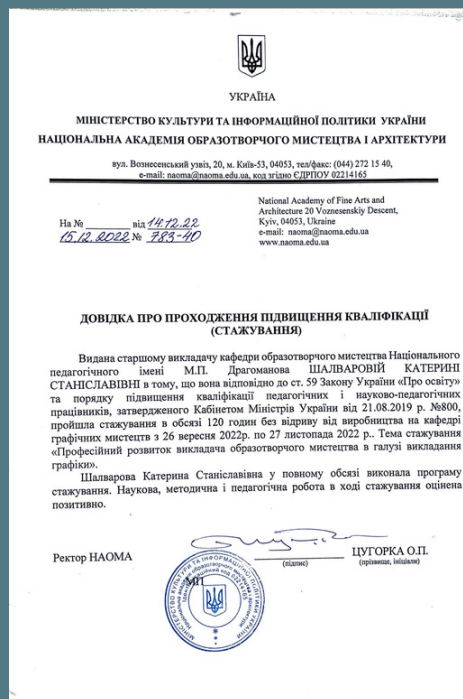 УКРАЇНА
МІНІСТЕРСТВО КУЛЬТУРИ ТА ІНФОРМАЦІЙНОЇ ПОЛІТИКИ УКРАЇНИ
НАЦІОНАЛЬНА АКАДЕМІЯ ОБРАЗОТВОРЧОГО МИСТЕЦТВА І АРХІТЕКТУРИ
вул. Вознесенський узвіз, 20, м. Київ-53, 04053, тел/факс: (044) 272 15 40,
e-mail: naoma@edu.ua, код згідно ЄДРПОУ 02214165
National Academy of Fine Arts and
Architecture 20 Voznesenskiy Descent,
Kyiv, 04053, Ukraine
e-mail: naoma@edu.ua
www.naoma.edu.ua
На № від 14.12.22
15.12.2022 № 783-40
ДОВІДКА ПРО ПРОХОДЖЕННЯ ПІДВИЩЕННЯ КВАЛІФІКАЦІЇ
(СТАЖУВАННЯ)
Видана старшому викладачу кафедри образотворчого мистецтва Національного
педагогічного імені М.П. Драгоманова ШАЛВАРОВІЙ КАТЕРИНІ
СТАНІСЛАВІВНІ в тому, що вона відповідно до ст. 59 Закону України «Про освіту»
та порядку підвищення кваліфікації педагогічних і науково-педагогічних
працівників, затвердженого Кабінетом Міністрів України від 21.08.2019 р. №800,
пройшла стажування в обсязі 120 годин без відриву від виробництва на кафедрі
графічних мистецтв з 26 вересня 2022р. по 27 листопада 2022 р.. Тема стажування
«Професійний розвиток викладача образотворчого мистецтва в галузі викладання
графіки».
Шалварова Катерина Станіславівна у повному обсязі виконала програму
стажування. Наукова, методична і педагогічна робота в ході стажування оцінена
позитивно.
Ректор НАОМА
ЦУГОРКА О.П.
(підпис) (прізвище, ініціали)
МП